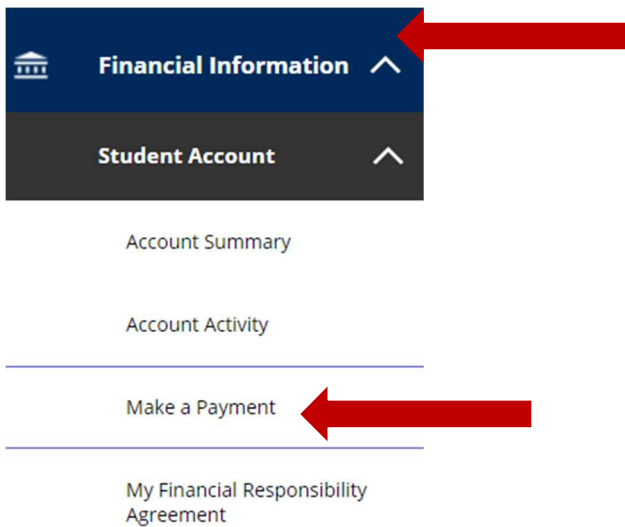 Financial Information
Student Account
Account Summary
Account Activity
Make a Payment
My Financial Responsibility
Agreement